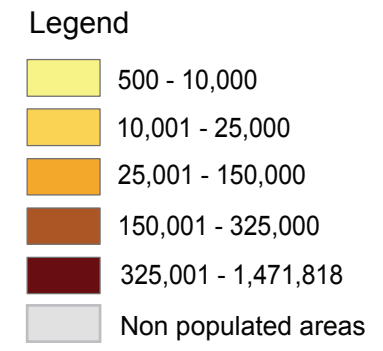 Legend
500 - 10,000
10,001 - 25,000
25,001 - 150,000
150,001 - 325,000
325,001 - 1,471,818
Non populated areas